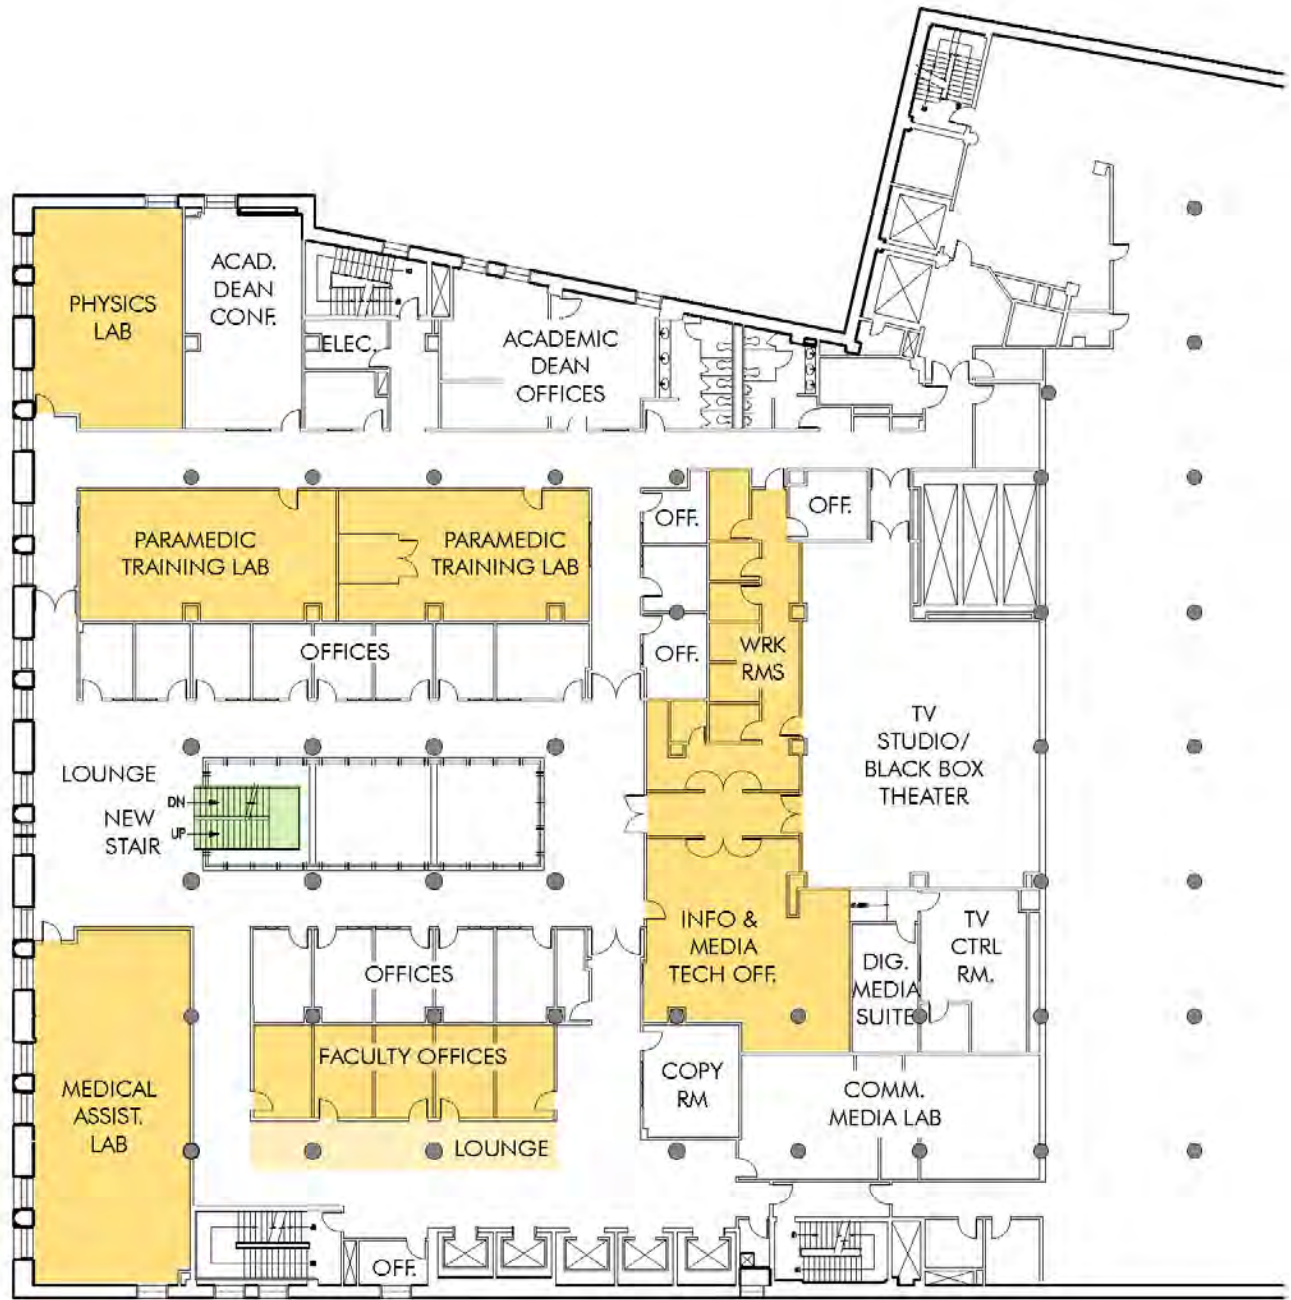 PHYSICS
LAB
ACAD.
DEAN
CONF.
ELEC.
ACADEMIC
DEAN
OFFICES
PARAMEDIC
TRAINING LAB
PARAMEDIC
TRAINING LAB
OFF.
OFF.
OFFICES
OFF.
WRK
RMS
TV
STUDIO/
BLACK BOX
THEATER
LOUNGE
DN
UP
NEW
STAIR
INFO &
MEDIA
TECH OFF.
DIG.
MEDIA
SUITE
TV
CTRL
RM.
OFFICES
FACULTY OFFICES
LOUNGE
COPY
RM
COMM.
MEDIA LAB
MEDICAL
ASSIST.
LAB
OFF.